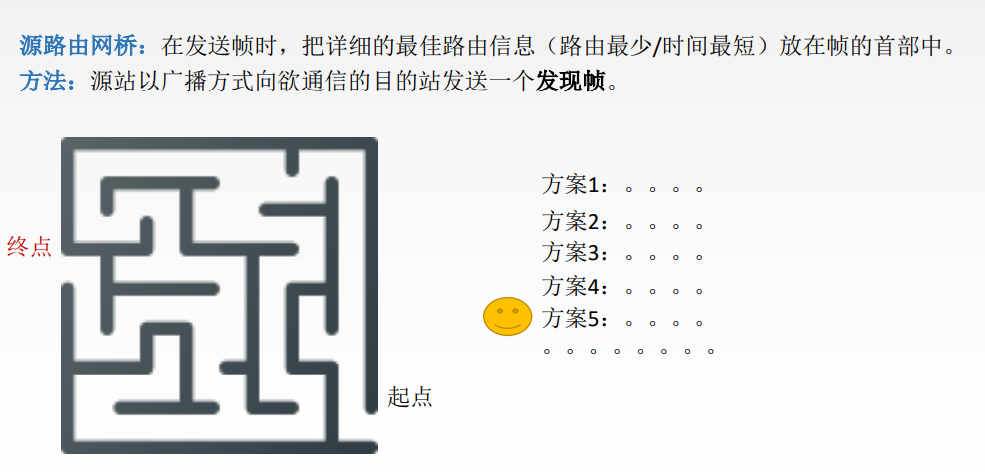 源路由网桥：在发送帧时，把详细的最佳路由信息（路由最少/时间最短）放在帧的首部中。
方法：源站以广播方式向欲通信的目的站发送一个发现帧。
终点
起点
方案1：。。。。
方案2：。。。。
方案3：。。。。
方案4：。。。。
方案5：。。。。
。。。。。。。。